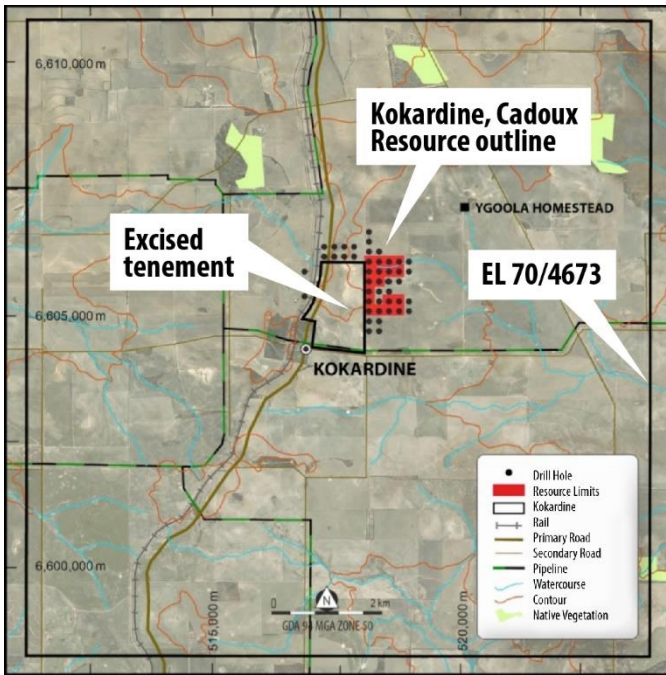 6,610,000 m
Kokardine, Cadoux
Resource outline
YGOOLA HOMESTEAD
Excised
tenement
EL 70/4673
6,605,000 m
KOKARDINE
Drill Hole
Resource Limits
Kokardine
Rail
Primary Road
Secondary Road
Pipeline
Watercourse
Contour
Native Vegetation
6,600,000 m
515,000 m
N
0 2 km
GDA 94 MGA ZONE 50
520,000 m